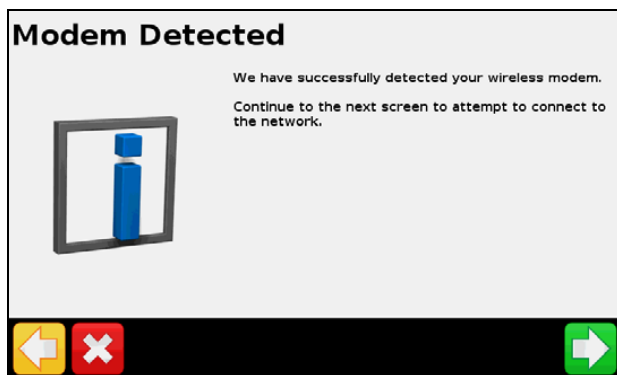 Modem Detected
We have successfully detected your wireless modem.
Continue to the next screen to attempt to connect to
the network.